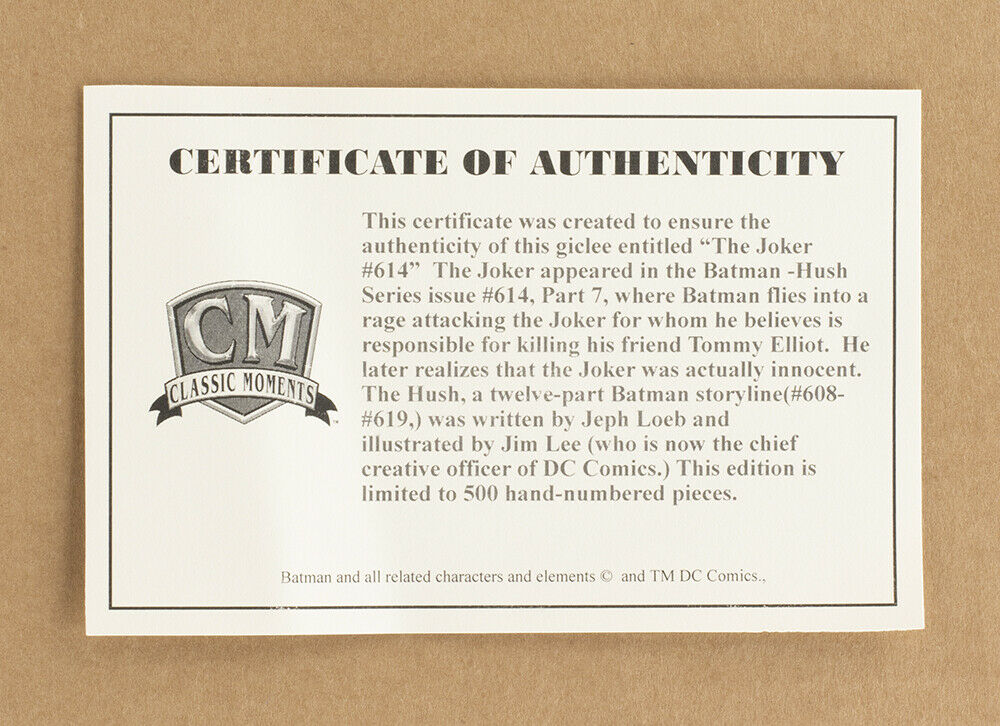 CERTIFICATE OF AUTHENTICITY
This certificate was created to ensure the
authenticity of this giclee entitled “The Joker
#614”  The Joker appeared in the Batman -Hush
Series issue #614, Part 7, where Batman flies into a
rage attacking the Joker for whom he believes is
responsible for killing his friend Tommy Elliot.  He
later realizes that the Joker was actually innocent.
The Hush, a twelve-part Batman storyline(#608-
#619,) was written by Jeph Loeb and
illustrated by Jim Lee (who is now the chief
creative officer of DC Comics.) This edition is
limited to 500 hand-numbered pieces.
CM
CLASSIC MOMENTS
™
Batman and all related characters and elements ©  and TM DC Comics.,